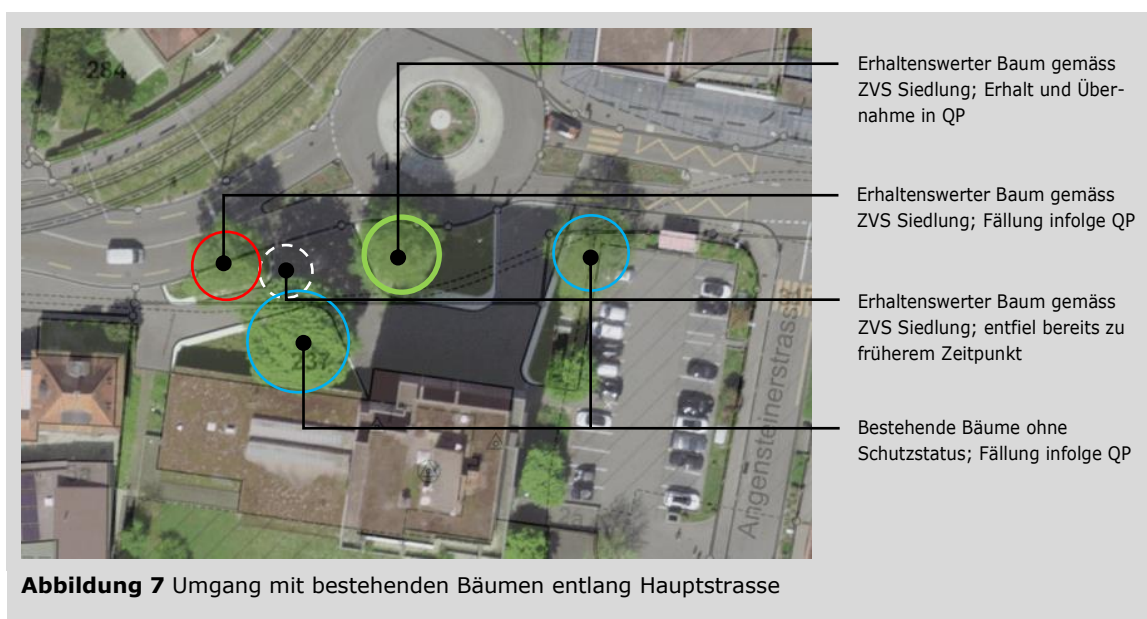 284
Erhaltenswerter Baum gemäss
ZVS Siedlung; Erhalt und Über-
nahme in QP
Erhaltenswerter Baum gemäss
ZVS Siedlung; Fällung infolge QP
Erhaltenswerter Baum gemäss
ZVS Siedlung; entfiel bereits zu
früherem Zeitpunkt
Bestehende Bäume ohne
Schutzstatus; Fällung infolge QP
Angensteinerstrasse
Abbildung 7 Umgang mit bestehenden Bäumen entlang Hauptstrasse